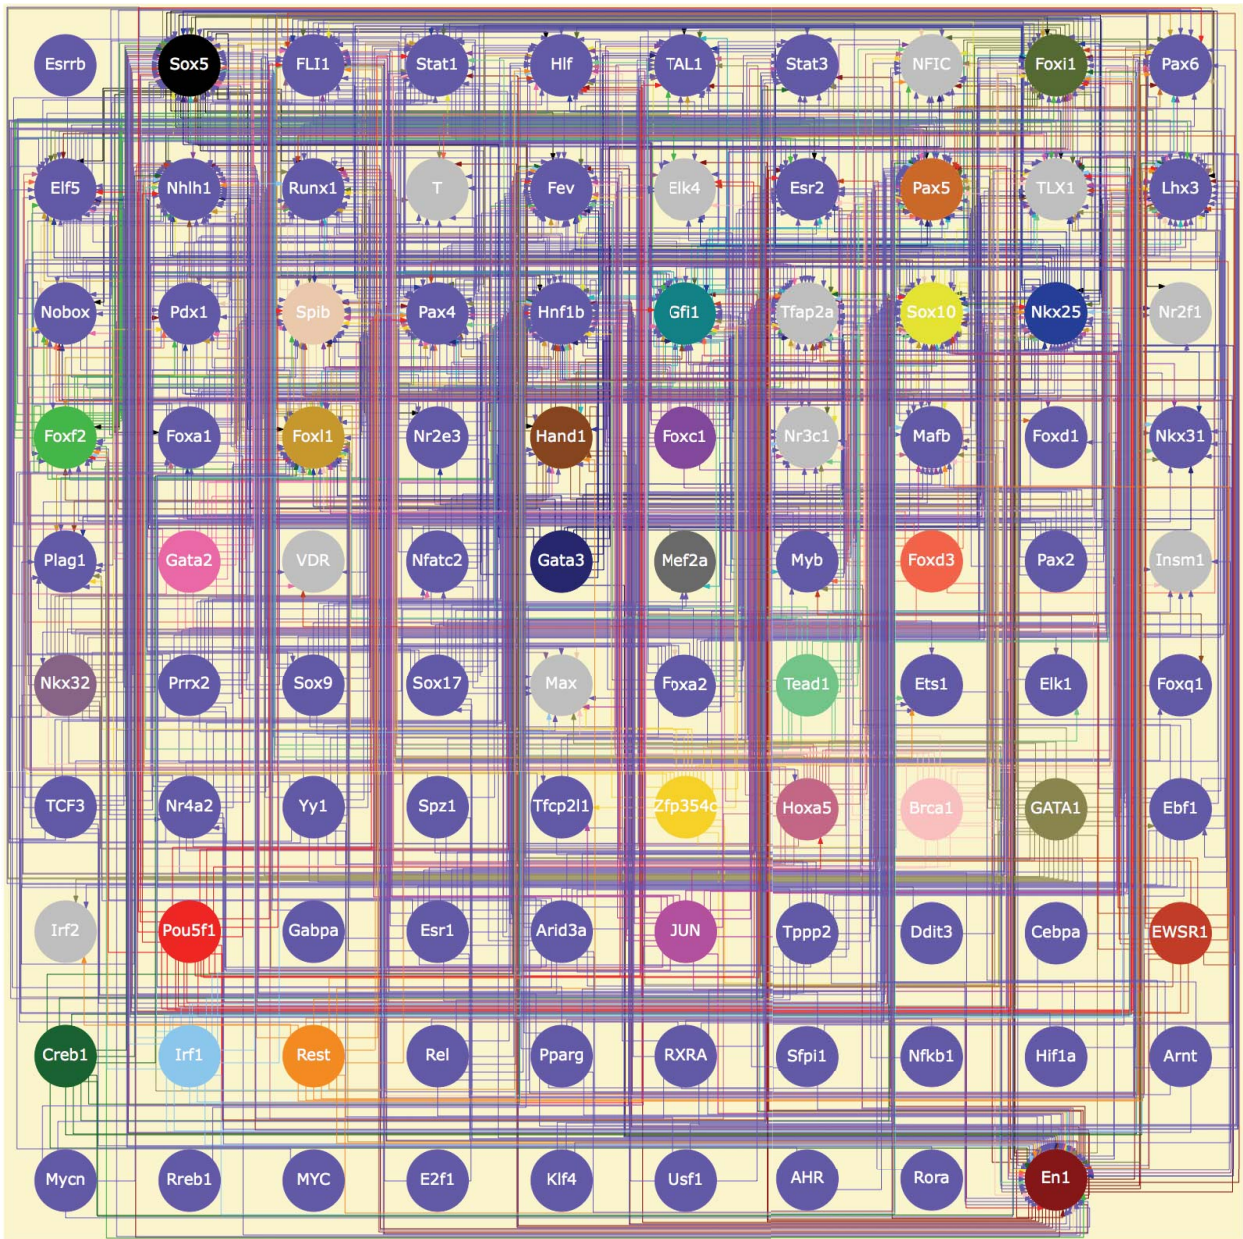 Esrrb Sox5 FLI1 Stat1 Hlf TAL1 Stat3 NFIC Foxi1 Pax6
Elf5 Nhlh1 Runx1 T Fev Elk4 Esr2 Pax5 TLX1 Lhx3
Nobox Pdx1 Spib Pax4 Hnf1b Gfi1 Tfap2a Sox10 Nkx25 Nr2f1
Foxf2 Foxa1 Foxl1 Nr2e3 Hand1 Foxc1 Nr3c1 Mafb Foxd1 Nkx31
Plag1 Gata2 VDR Nfatc2 Gata3 Mef2a Myb Foxd3 Pax2 Insm1
Nkx32 Prrx2 Sox9 Sox17 Max Foxa2 Tead1 Ets1 Elk1 Foxq1
TCF3 Nr4a2 Yy1 Spz1 Tfcp2l1 Zfp354c Hoxa5 Brca1 GATA1 Ebf1
Irf2 Pou5f1 Gabpa Esr1 Arid3a JUN Tppp2 Ddit3 Cebpa EWSR1
Creb1 Irf1 Rest Rel Pparg RXRA Sfpi1 Nfkb1 Hif1a Arnt
Mycn Rreb1 MYC E2f1 Klf4 Usf1 AHR Rora En1